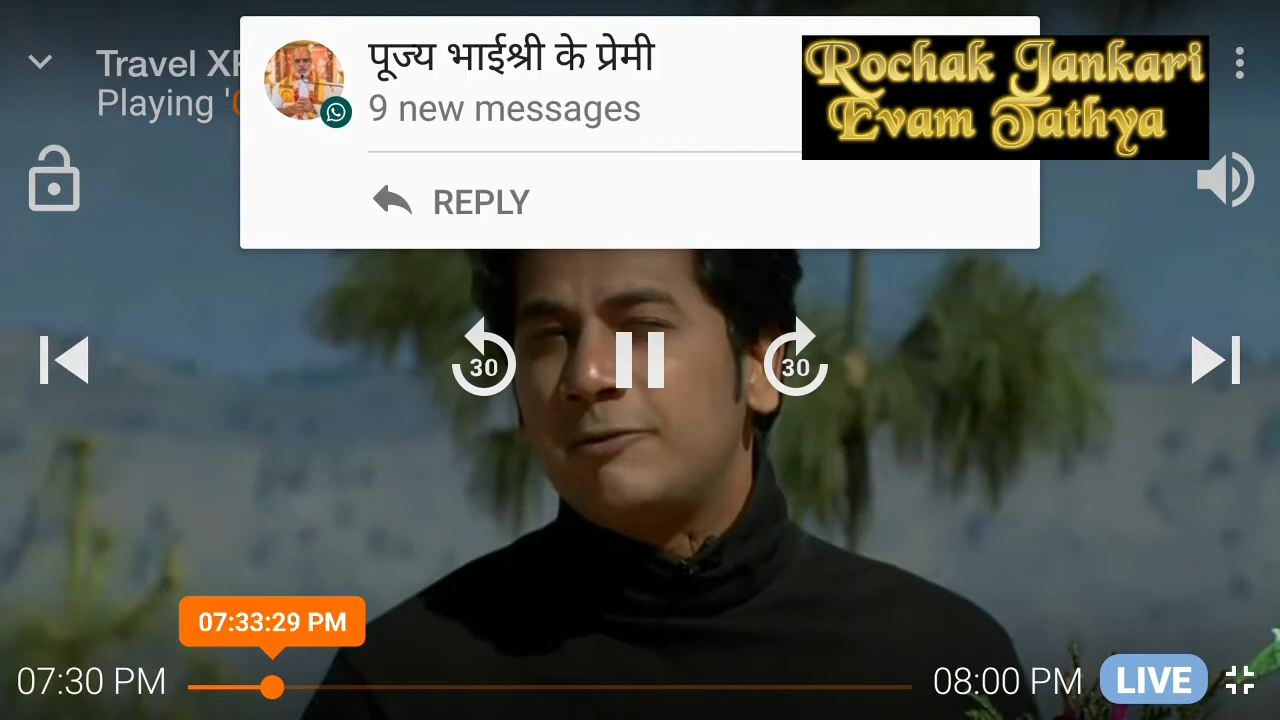 Travel XP
Playing '
पूज्य भाईश्री के प्रेमी
9 new messages
REPLY
Rochak Jankari
Evam Tathya
30
30
07:33:29 PM
07:30 PM
08:00 PM
LIVE